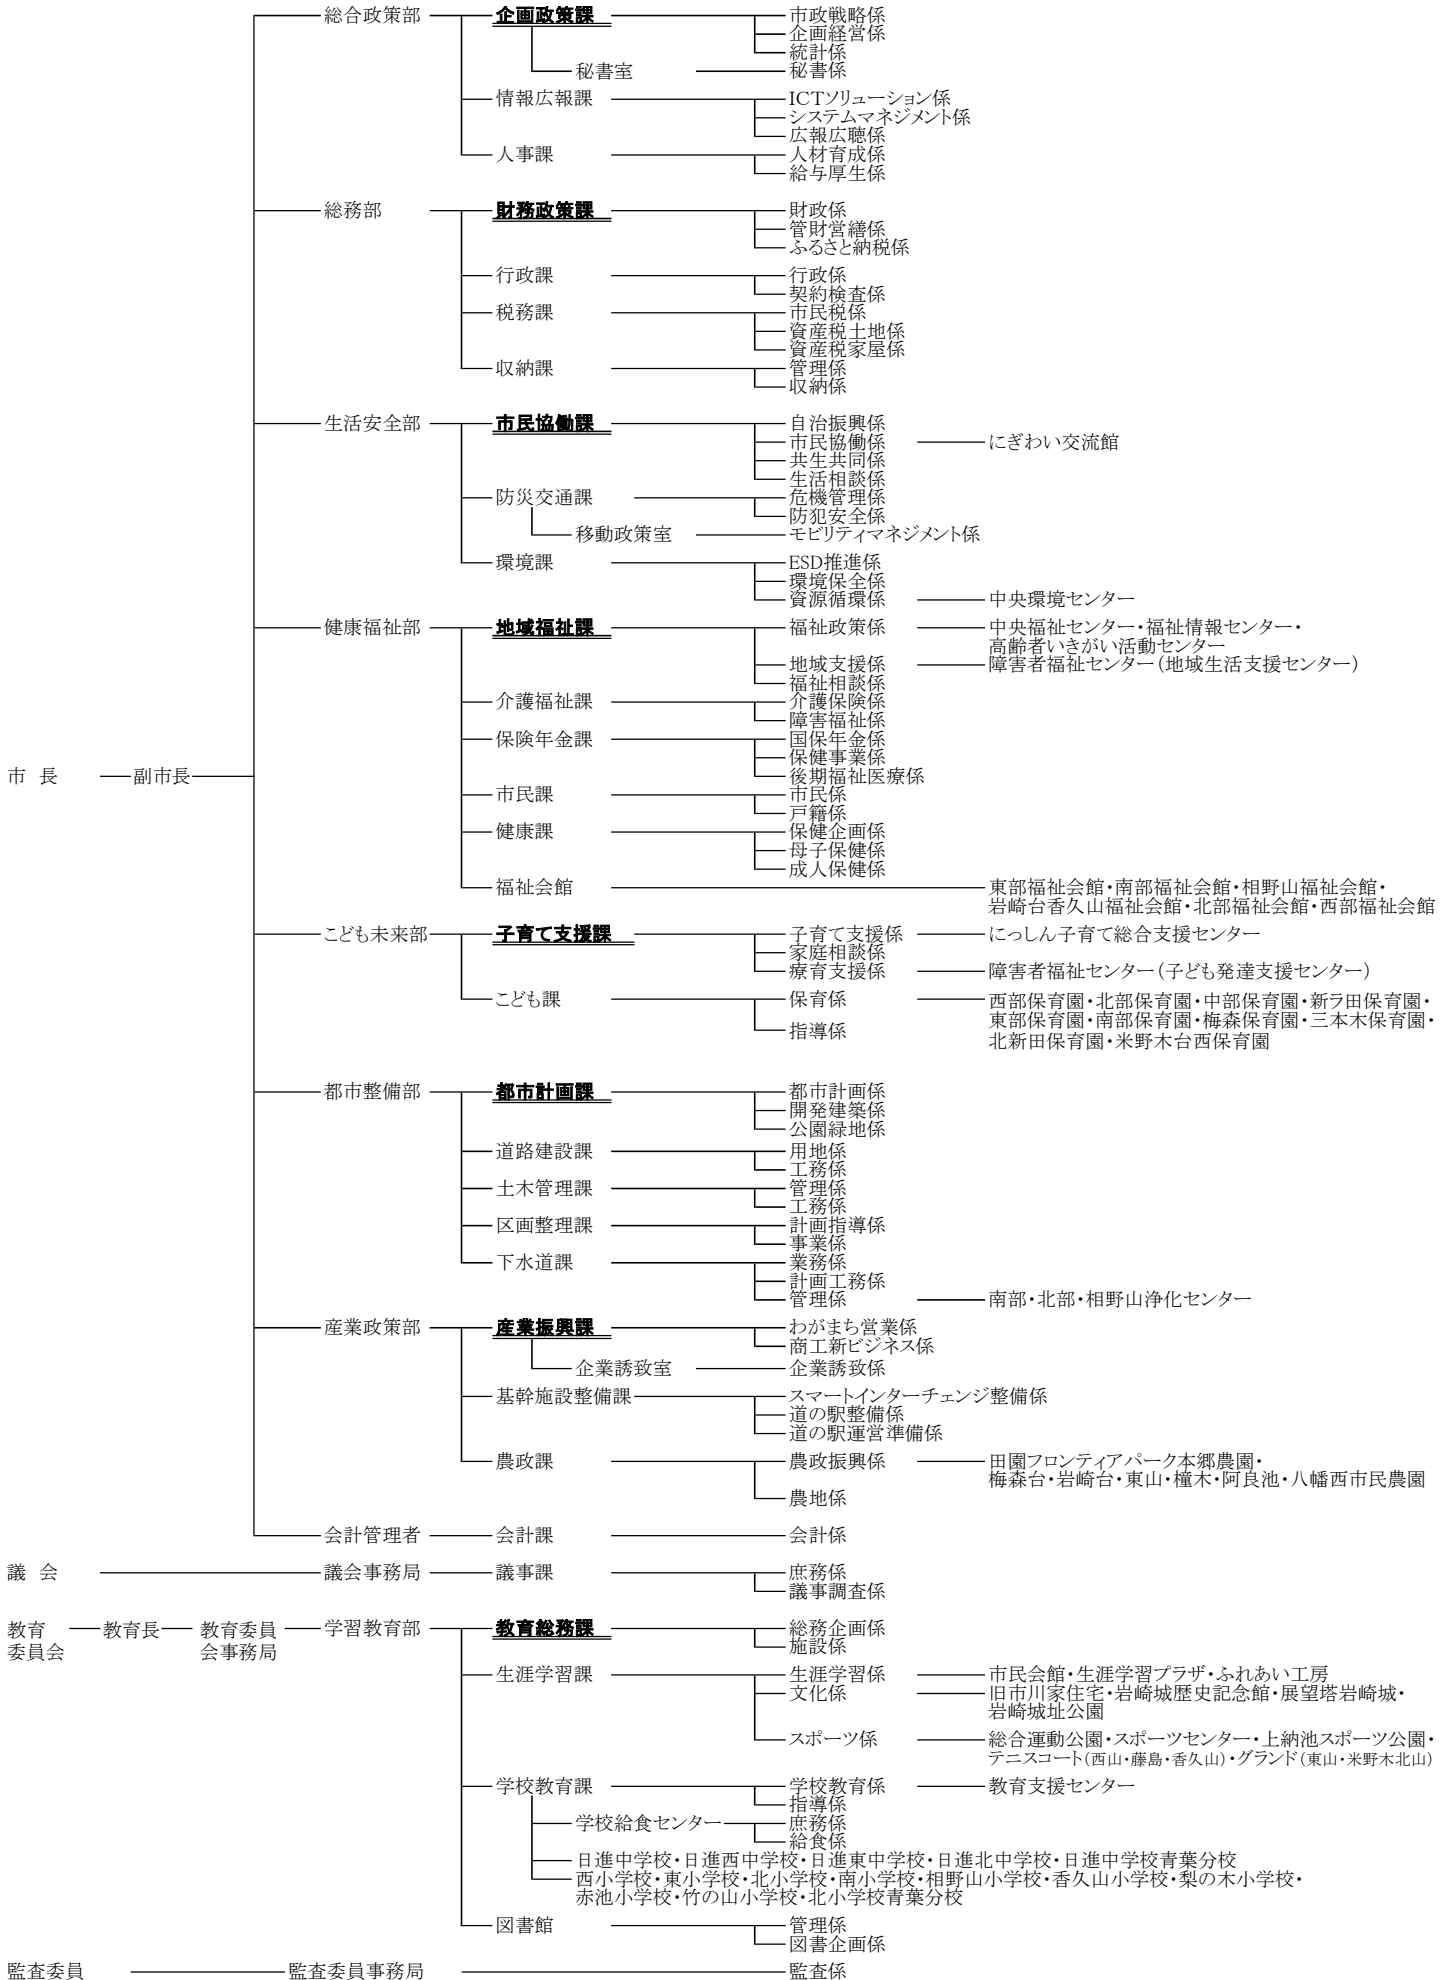 総合政策部 企画政策課 市政戦略係
企画経営係
統計係
秘書室 秘書係
情報広報課 ICTソリューション係
システムマネジメント係
広報広聴係
人事課 人材育成係
給与厚生係
総務部 財務政策課 財政係
管財営繕係
ふるさと納税係
行政課 行政係
契約検査係
税務課 市民税係
資産税土地係
資産税家屋係
収納課 管理係
収納係
生活安全部 市民協働課 自治振興係
市民協働係 にぎわい交流館
共生共同係
生活相談係
防災交通課 危機管理係
防犯安全係
移動政策室 モビリティマネジメント係
環境課 ESD推進係
環境保全係
資源循環係 中央環境センター
健康福祉部 地域福祉課 福祉政策係 中央福祉センター・福祉情報センター・
高齢者いきがい活動センター
地域支援係 障害者福祉センター(地域生活支援センター)
福祉相談係
介護福祉課 介護保険係
障害福祉係
保険年金課 国保年金係
保健事業係
市 長 副市長 後期福祉医療係
市民課 市民係
戸籍係
健康課 保健企画係
母子保健係
成人保健係
福祉会館 東部福祉会館・南部福祉会館・相野山福祉会館・
岩崎台香久山福祉会館・北部福祉会館・西部福祉会館
こども未来部 子育て支援課 子育て支援係 にっしん子育て総合支援センター
家庭相談係
療育支援係 障害者福祉センター(子ども発達支援センター)
こども課 保育係 西部保育園・北部保育園・中部保育園・新ラ田保育園・
東部保育園・南部保育園・梅森保育園・三本木保育園・
指導係 北新田保育園・米野木台西保育園
都市整備部 都市計画課 都市計画係
開発建築係
公園緑地係
道路建設課 用地係
工務係
土木管理課 管理係
工務係
区画整理課 計画指導係
事業係
下水道課 業務係
計画工務係
管理係 南部・北部・相野山浄化センター
産業政策部 産業振興課 わがまち営業係
商工新ビジネス係
企業誘致室 企業誘致係
基幹施設整備課 スマートインターチェンジ整備係
道の駅整備係
道の駅運営準備係
農政課 農政振興係 田園フロンティアパーク本郷農園・
梅森台・岩崎台・東山・橦木・阿良池・八幡西市民農園
農地係
会計管理者 会計課 会計係
議 会 議会事務局 議事課 庶務係
議事調査係
教育 教育長 教育委員 学習教育部 教育総務課 総務企画係
委員会 会事務局 施設係
生涯学習課 生涯学習係 市民会館・生涯学習プラザ・ふれあい工房
文化係 旧市川家住宅・岩崎城歴史記念館・展望塔岩崎城・
岩崎城址公園
スポーツ係 総合運動公園・スポーツセンター・上納池スポーツ公園・
テニスコート(西山・藤島・香久山)・グランド(東山・米野木北山)
学校教育課 学校教育係 教育支援センター
指導係
学校給食センター 庶務係
給食係
日進中学校・日進西中学校・日進東中学校・日進北中学校・日進中学校青葉分校
西小学校・東小学校・北小学校・南小学校・相野山小学校・香久山小学校・梨の木小学校・
赤池小学校・竹の山小学校・北小学校青葉分校
図書館 管理係
図書企画係
監査委員 監査委員事務局 監査係